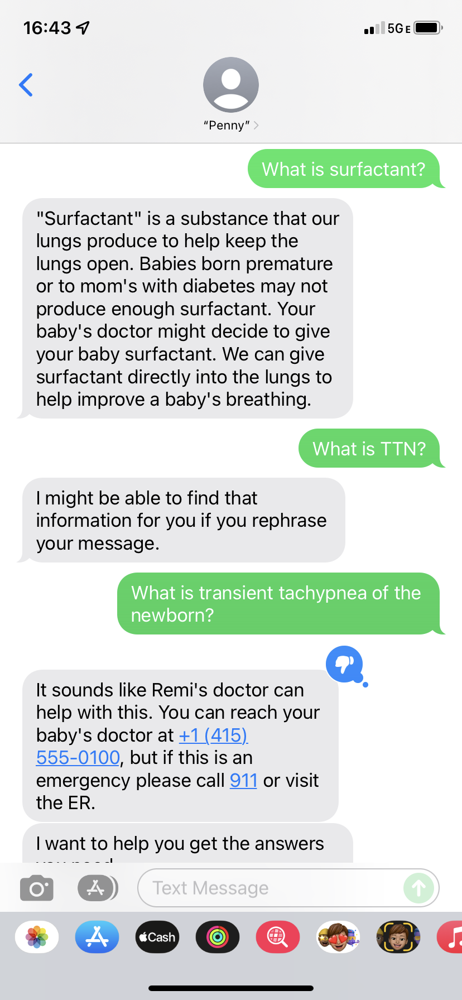 16:43
5G E
“Penny”
What is surfactant?
"Surfactant" is a substance that our
lungs produce to help keep the
lungs open. Babies born premature
or to mom's with diabetes may not
produce enough surfactant. Your
baby's doctor might decide to give
your baby surfactant. We can give
surfactant directly into the lungs to
help improve a baby's breathing.
What is TTN?
I might be able to find that
information for you if you rephrase
your message.
What is transient tachypnea of the
newborn?
It sounds like Remi's doctor can
help with this. You can reach your
baby's doctor at +1 (415)
555-0100, but if this is an
emergency please call 911 or visit
the ER.
I want to help you get the answers
you need
Text Message
Cash